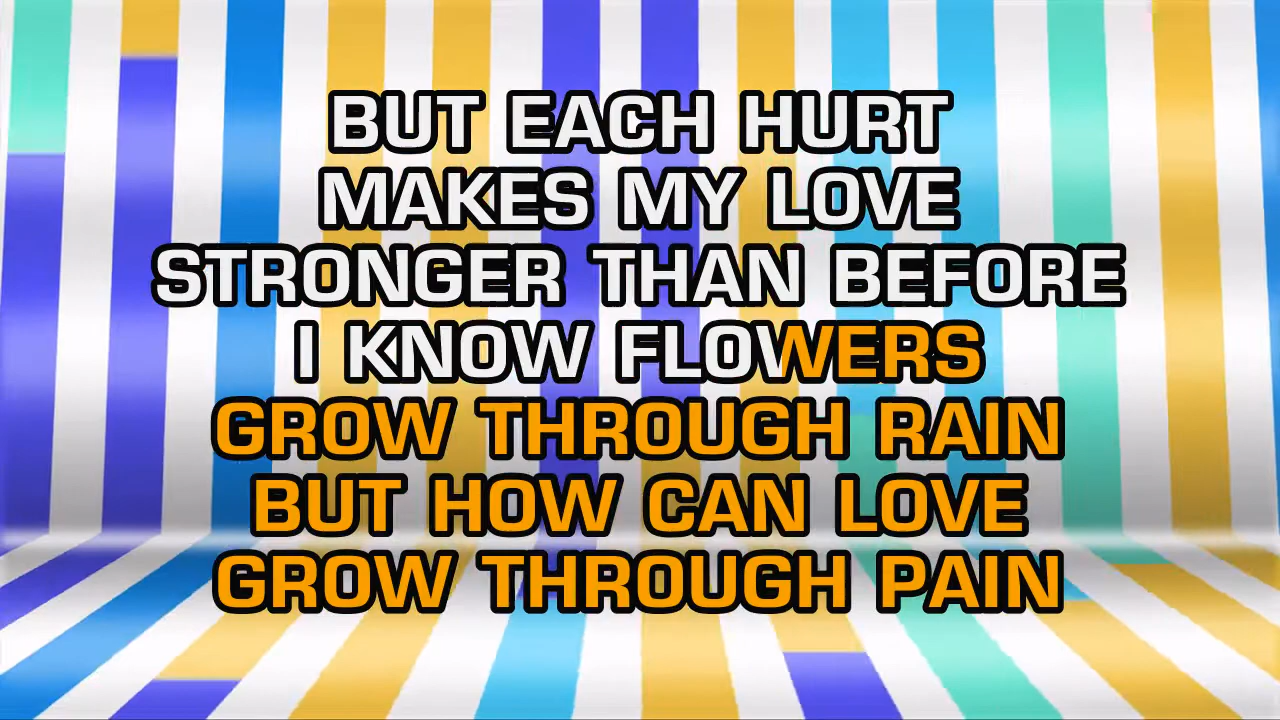 BUT EACH HURT
MAKES MY LOVE
STRONGER THAN BEFORE
I KNOW FLOWERS
GROW THROUGH RAIN
BUT HOW CAN LOVE
GROW THROUGH PAIN